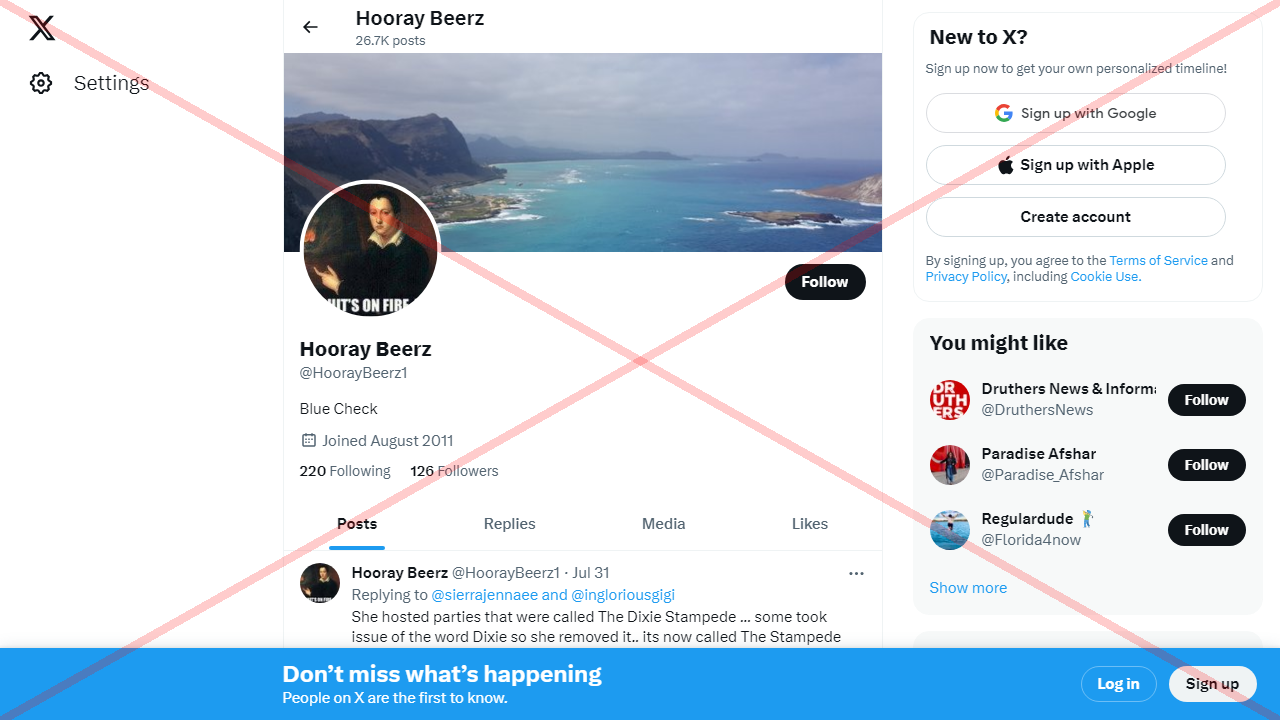 Settings
Hooray Beerz
26.7K posts
HIT'S ON FIRE
Follow
Hooray Beerz
@HoorayBeerz1
Blue Check
Joined August 2011
220 Following 126 Followers
Posts Replies Media Likes
Hooray Beerz @HoorayBeerz1 · Jul 31
Replying to @sierrajennaee and @ingloriousgigi
She hosted parties that were called The Dixie Stampede ... some took
issue of the word Dixie so she removed it.. its now called The Stampede
New to X?
Sign up now to get your own personalized timeline!
Sign up with Google
Sign up with Apple
Create account
By signing up, you agree to the Terms of Service and
Privacy Policy, including Cookie Use.
You might like
DR
UTH
ERS
Druthers News & Informa
@DruthersNews
Follow
Paradise Afshar
@Paradise_Afshar
Follow
Regulardude
@Florida4now
Follow
Show more
Don't miss what's happening
People on X are the first to know.
Log in
Sign up